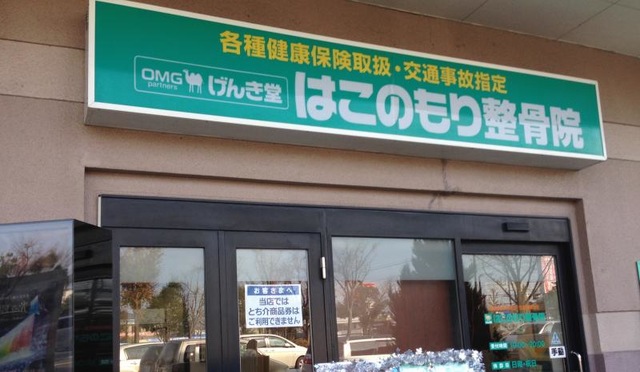 各種健康保険取扱・交通事故指定
OMG partners げんき堂 はこのもり整骨院
お客さまへ
当店では
とち介商品券は
ご利用できません
手動